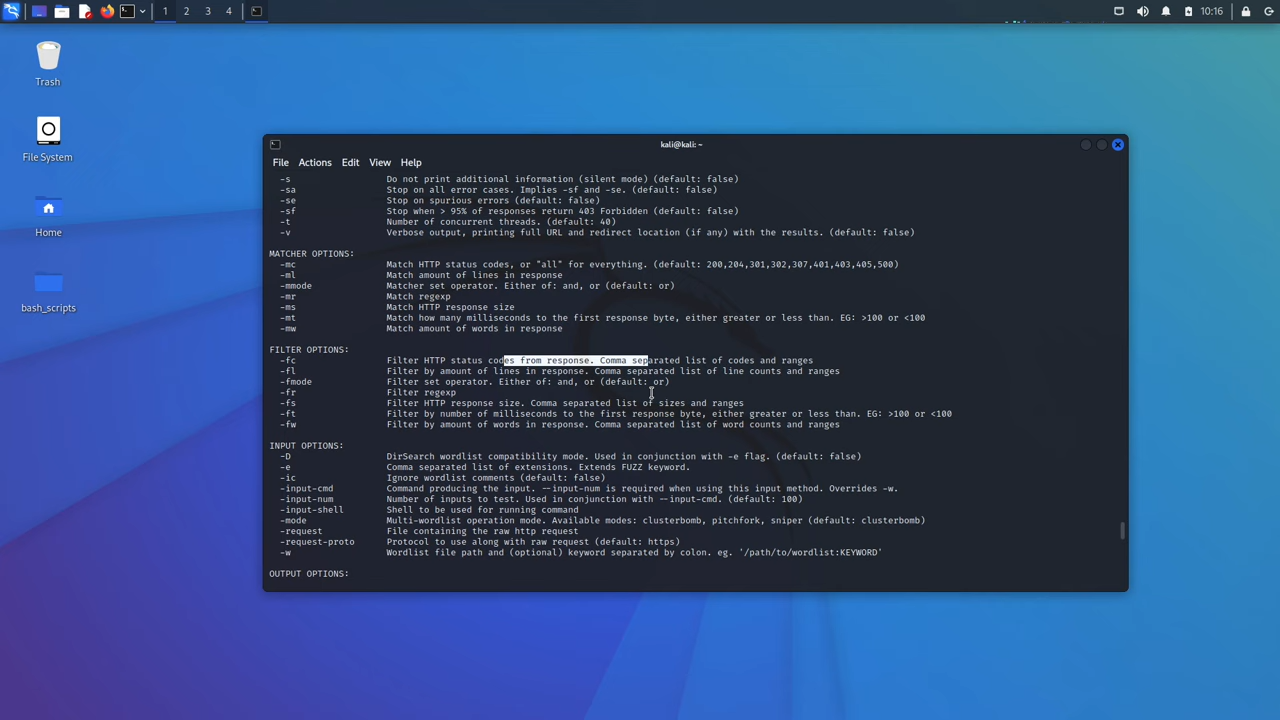 1 2 3 4 10:16
Trash
File System
Home
bash_scripts
kali@kali: ~
File Actions Edit View Help
-s Do not print additional information (silent mode) (default: false)
-sa Stop on all error cases. Implies -sf and -se. (default: false)
-se Stop on spurious errors (default: false)
-sf Stop when > 95% of responses return 403 Forbidden (default: false)
-t Number of concurrent threads. (default: 40)
-v Verbose output, printing full URL and redirect location (if any) with the results. (default: false)
MATCHER OPTIONS:
-mc Match HTTP status codes, or "all" for everything. (default: 200,204,301,302,307,401,403,405,500)
-ml Match amount of lines in response
-mmode Matcher set operator. Either of: and, or (default: or)
-mr Match regexp
-ms Match HTTP response size
-mt Match how many milliseconds to the first response byte, either greater or less than. EG: >100 or <100
-mw Match amount of words in response
FILTER OPTIONS:
-fc Filter HTTP status codes from response. Comma separated list of codes and ranges
-fl Filter by amount of lines in response. Comma separated list of line counts and ranges
-fmode Filter set operator. Either of: and, or (default: or)
-fr Filter regexp
-fs Filter HTTP response size. Comma separated list of sizes and ranges
-ft Filter by number of milliseconds to the first response byte, either greater or less than. EG: >100 or <100
-fw Filter by amount of words in response. Comma separated list of word counts and ranges
INPUT OPTIONS:
-D DirSearch wordlist compatibility mode. Used in conjunction with -e flag. (default: false)
-e Comma separated list of extensions. Extends FUZZ keyword.
-ic Ignore wordlist comments (default: false)
-input-cmd Command producing the input. --input-num is required when using this input method. Overrides -w.
-input-num Number of inputs to test. Used in conjunction with --input-cmd. (default: 100)
-input-shell Shell to be used for running command
-mode Multi-wordlist operation mode. Available modes: clusterbomb, pitchfork, sniper (default: clusterbomb)
-request File containing the raw http request
-request-proto Protocol to use along with raw request (default: https)
-w Wordlist file path and (optional) keyword separated by colon. eg. '/path/to/wordlist:KEYWORD'
OUTPUT OPTIONS: